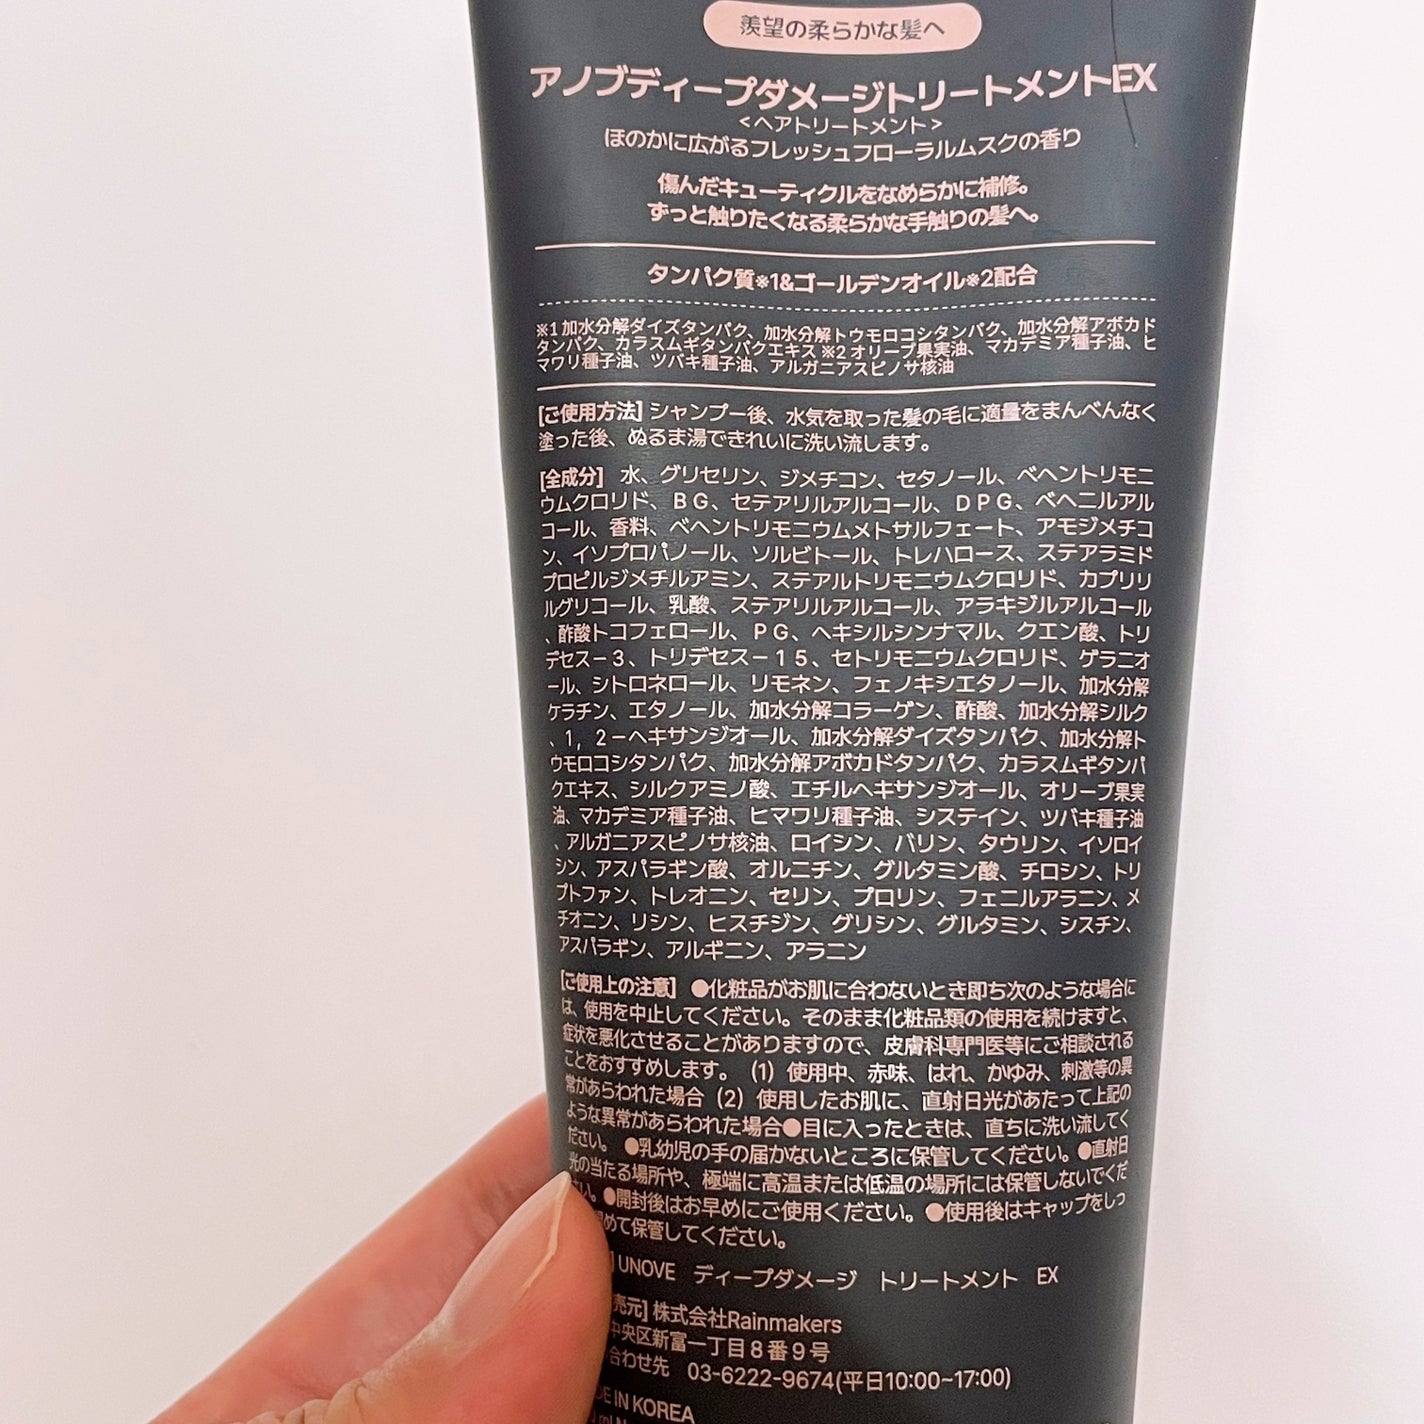 羨望の柔らかな髪へ
アノブディープダメージトリートメントEX
<ヘアトリートメント>
ほのかに広がるフレッシュフローラルムスクの香り
傷んだキューティクルをなめらかに補修。
ずっと触りたくなる柔らかな手触りの髪へ。
タンパク質※1&ゴールデンオイル※2配合
※1 加水分解ダイズタンパク、加水分解トウモロコシタンパク、加水分解アボカド
タンパク、カラスムギタンパクエキス ※2 オリーブ果実油、マカデミア種子油、ヒ
マワリ種子油、ツバキ種子油、アルガニアスピノサ核油
[ご使用方法] シャンプー後、水気を取った髪の毛に適量をまんべんなく
塗った後、ぬるま湯できれいに洗い流します。
[全成分] 水、グリセリン、ジメチコン、セタノール、ベヘントリモニ
ウムクロリド、BG、セテアリルアルコール、DPG、ベヘニルアル
コール、香料、ベヘントリモニウムメトサルフェート、アモジメチコ
ン、イソプロパノール、ソルビトール、トレハロース、ステアラミド
プロピルジメチルアミン、ステアルトリモニウムクロリド、カプリリ
ルグリコール、乳酸、ステアリルアルコール、アラキジルアルコール
、酢酸トコフェロール、PG、ヘキシルシンナマル、クエン酸、トリ
デセス－3、トリデセス－15、セトリモニウムクロリド、ゲラニオ
ール、シトロネロール、リモネン、フェノキシエタノール、加水分解
ケラチン、エタノール、加水分解コラーゲン、酢酸、加水分解シルク
、1，2－ヘキサンジオール、加水分解ダイズタンパク、加水分解ト
ウモロコシタンパク、加水分解アボカドタンパク、カラスムギタンパ
クエキス、シルクアミノ酸、エチルヘキサンジオール、オリーブ果実
油、マカデミア種子油、ヒマワリ種子油、システイン、ツバキ種子油
、アルガニアスピノサ核油、ロイシン、バリン、タウリン、イソロイ
シン、アスパラギン酸、オルニチン、グルタミン酸、チロシン、トリ
プトファン、トレオニン、セリン、プロリン、フェニルアラニン、メ
チオニン、リシン、ヒスチジン、グリシン、グルタミン、シスチン、
アスパラギン、アルギニン、アラニン
[ご使用上の注意] ●化粧品がお肌に合わないとき即ち次のような場合に
は、使用を中止してください。そのまま化粧品類の使用を続けますと、
症状を悪化させることがありますので、皮膚科専門医等にご相談される
ことをおすすめします。（1）使用中、赤味、はれ、かゆみ、刺激等の異
常があらわれた場合（2）使用したお肌に、直射日光があたって上記の
ような異常があらわれた場合●目に入ったときは、直ちに洗い流してく
ださい。 ●乳幼児の手の届かないところに保管してください。●直射日
光の当たる場所や、極端に高温または低温の場所には保管しないでくだ
さい。●開封後はお早めにご使用ください。●使用後はキャップをしっ
めて保管してください。
] UNOVE ディープダメージ トリートメント EX
売元] 株式会社Rainmakers
中央区新富一丁目8番9号
合わせ先 03-6222-9674(平日10:00~17:00)
DE IN KOREA